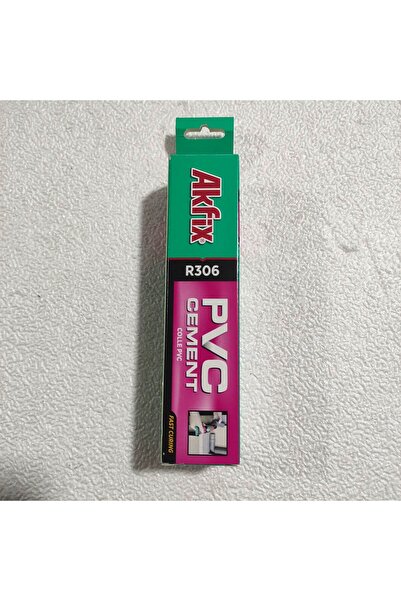 Akfix
R306
PVC
CEMENT
COLLE PVC
FAST CURING